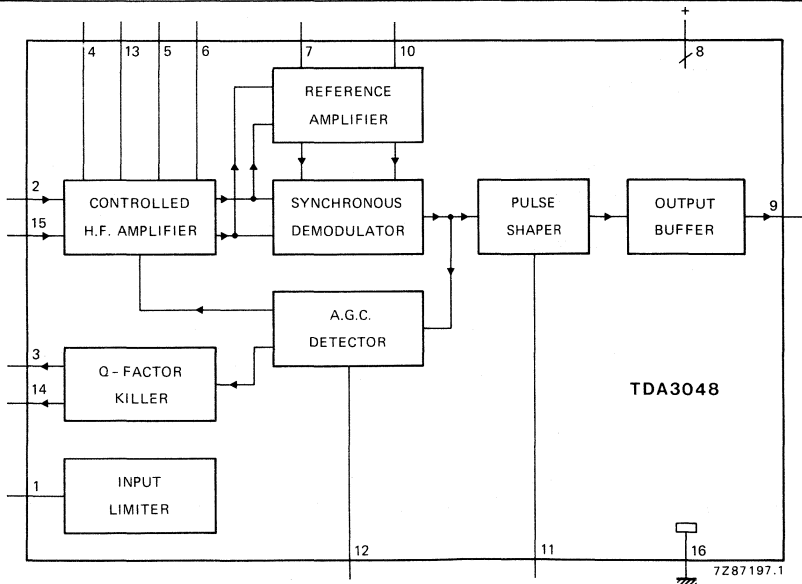 +
4 13 5 6 7 10 8
REFERENCE
AMPLIFIER
2
15
CONTROLLED
H.F. AMPLIFIER
SYNCHRONOUS
DEMODULATOR
PULSE
SHAPER
OUTPUT
BUFFER
9
A.G.C.
DETECTOR
3
14
Q-FACTOR
KILLER
TDA3048
1
INPUT
LIMITER
12 11 16
7Z87197.1